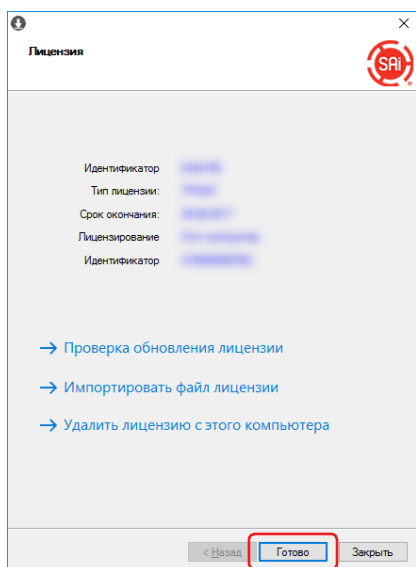 Лицензия
SAi
Идентификатор
Тип лицензии:
Срок окончания:
Лицензирование
Идентификатор
Проверка обновления лицензии
Импортировать файл лицензии
Удалить лицензию с этого компьютера
< Назад Готово Закрыть